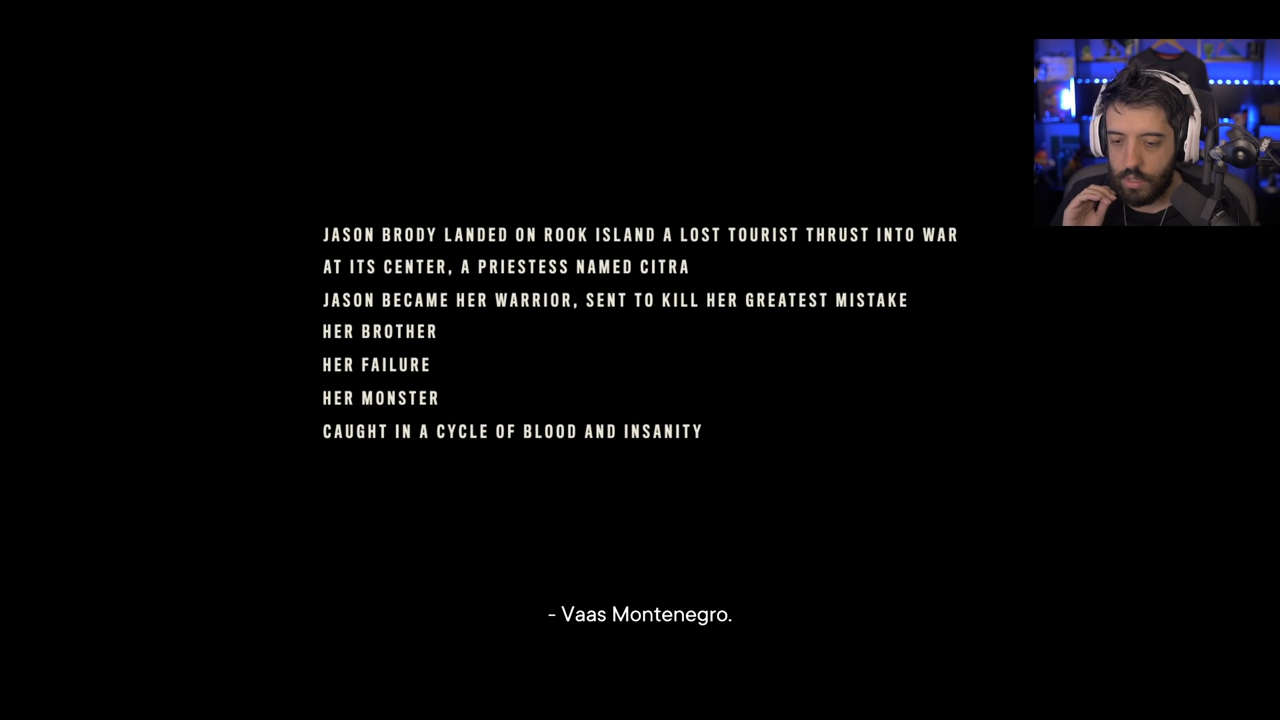 JASON BRODY LANDED ON ROOK ISLAND A LOST TOURIST THRUST INTO WAR
AT ITS CENTER, A PRIESTESS NAMED CITRA
JASON BECAME HER WARRIOR, SENT TO KILL HER GREATEST MISTAKE
HER BROTHER
HER FAILURE
HER MONSTER
CAUGHT IN A CYCLE OF BLOOD AND INSANITY
- Vaas Montenegro.